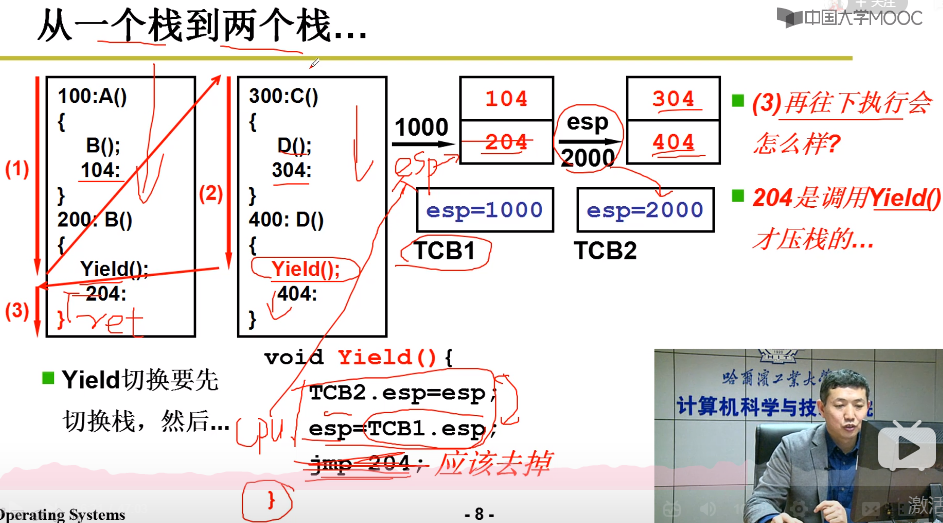 从一个栈到两个栈...
中国大学MOOC
100:A()
{
B();
104:
}
200: B()
{
Yield();
204:
}
(1)
(2)
(3)
ret
300:C()
{
D();
304:
}
400: D()
{
Yield();
404:
}
1000
esp
104
204
esp=1000
TCB1
esp
2000
304
404
esp=2000
TCB2
(3)再往下执行会
怎么样?
204是调用Yield()
才压栈的...
Yield切换要先
切换栈，然后...
void Yield(){
TCB2.esp=esp;
esp=TCB1.esp;
jmp 204; 应该去掉
}
CPU
哈尔滨工业大学
计算机科学与技
Operating Systems
- 8 -
激活